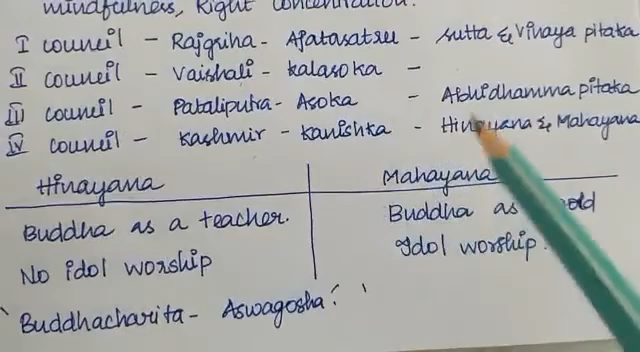 mindfulness, Right concentration.
I council - Rajgriha - Ajatasatru - sutta & Vinaya pitaka
II council - Vaishali - Kalasoka -
III council - Pataliputra - Asoka - Abhidhamma pitaka
IV council - Kashmir - Kanishka - Hinayana & Mahayana
Hinayana Mahayana
Buddha as a teacher. Buddha as
No idol worship Idol worship.
Buddhacharita - Aswagosha